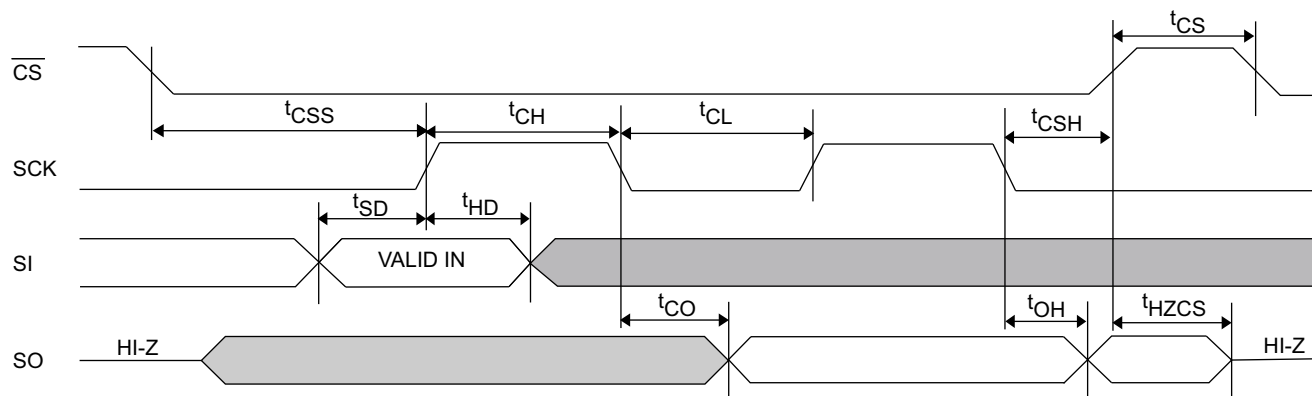 tCS
CS
tCSS
tCH
tCL
tCSH
SCK
tSD
tHD
SI
VALID IN
tCO
tOH
tHZCS
SO
HI-Z
HI-Z